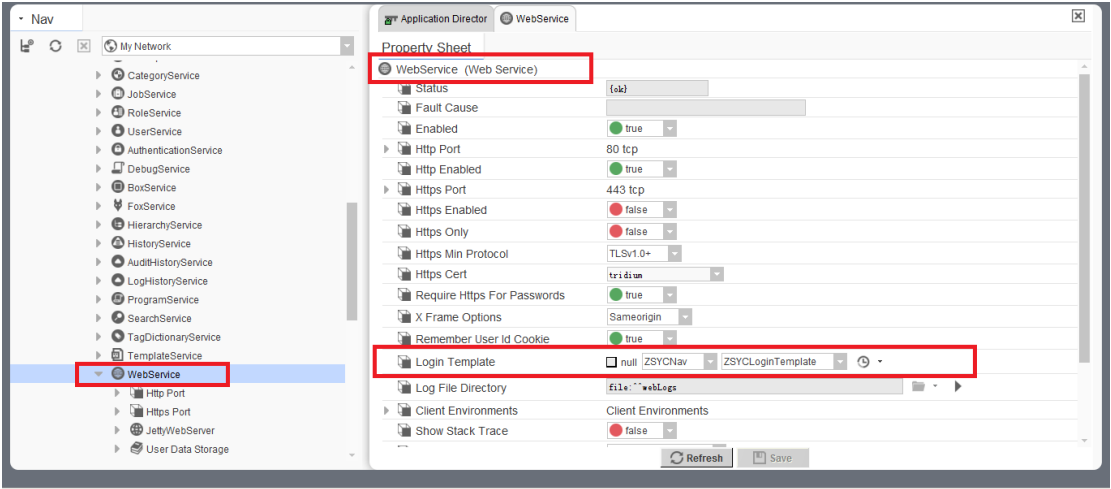 Nav
My Network
CategoryService
JobService
RoleService
UserService
AuthenticationService
DebugService
BoxService
FoxService
HierarchyService
HistoryService
AuditHistoryService
LogHistoryService
ProgramService
SearchService
TagDictionaryService
TemplateService
WebService
Http Port
Https Port
JettyWebServer
User Data Storage
Application Director WebService
Property Sheet
WebService (Web Service)
Status {ok}
Fault Cause
Enabled true
Http Port 80 tcp
Http Enabled true
Https Port 443 tcp
Https Enabled false
Https Only false
Https Min Protocol TLSv1.0+
Https Cert tridium
Require Https For Passwords true
X Frame Options Sameorigin
Remember User Id Cookie true
Login Template null ZSYCNav ZSYCLoginTemplate
Log File Directory file:^^webLogs
Client Environments Client Environments
Show Stack Trace false
Refresh Save